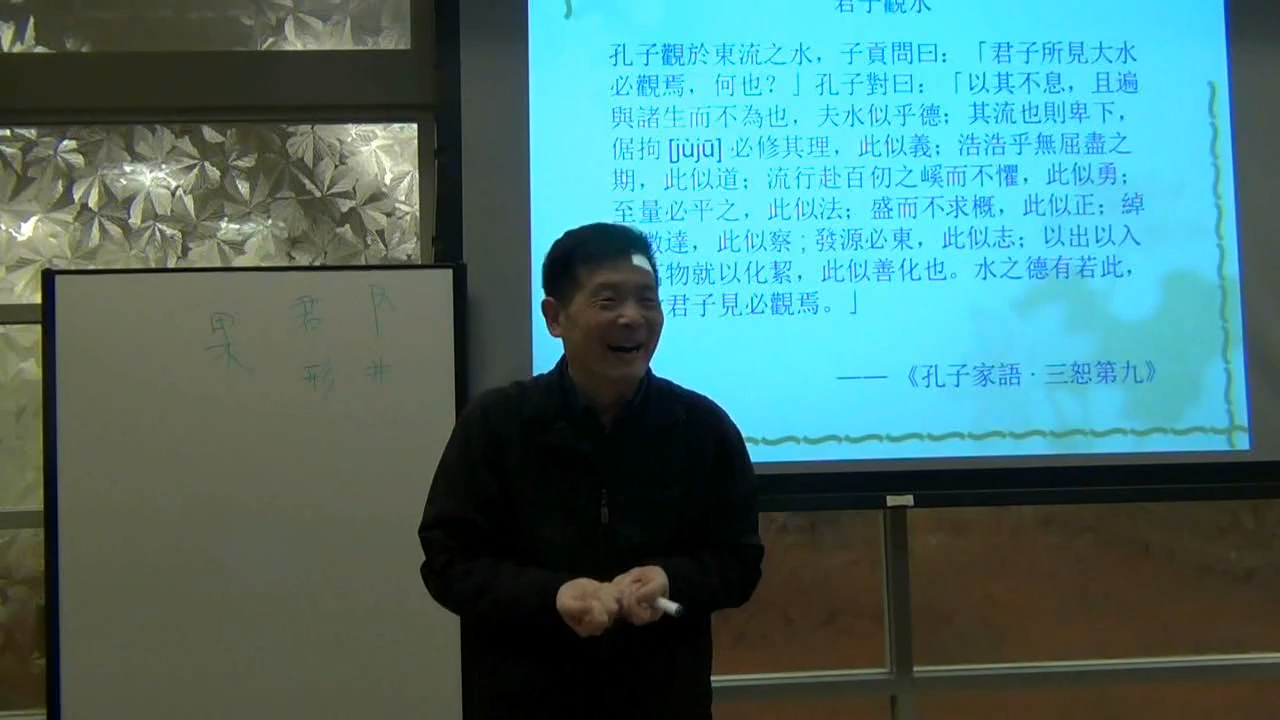 君子觀水
孔子觀於東流之水，子貢問曰：「君子所見大水
必觀焉，何也？」孔子對曰：「以其不息，且遍
與諸生而不為也，夫水似乎德；其流也則卑下，
倨拘 [jùjū] 必修其理，此似義；浩浩乎無屈盡之
期，此似道；流行赴百仞之嵠而不懼，此似勇；
至量必平之，此似法；盛而不求概，此似正；綽
微達，此似察；發源必東，此似志；以出以入
萬物就以化絜，此似善化也。水之德有若此，
君子見必觀焉。」
—— 《孔子家語 · 三恕第九》
果
君
形
井